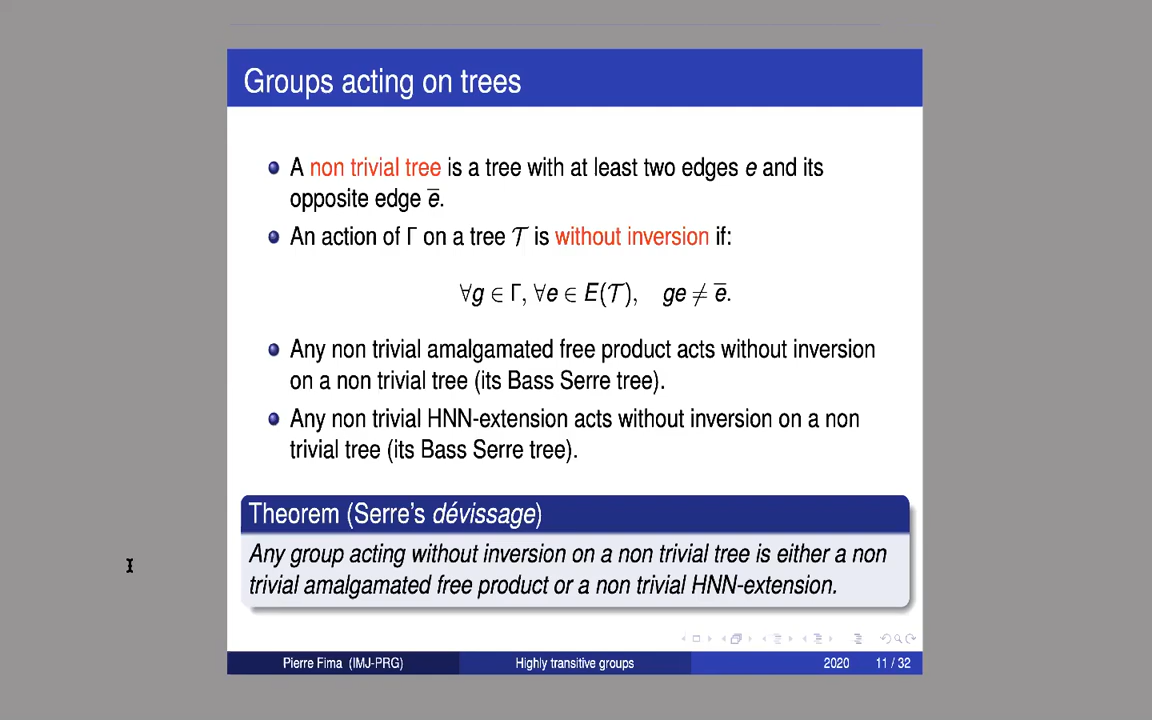 Groups acting on trees
A non trivial tree is a tree with at least two edges e and its
opposite edge e̅.
An action of Γ on a tree 𝒯 is without inversion if:
∀g ∈ Γ, ∀e ∈ E(𝒯), ge ≠ e̅.
Any non trivial amalgamated free product acts without inversion
on a non trivial tree (its Bass Serre tree).
Any non trivial HNN-extension acts without inversion on a non
trivial tree (its Bass Serre tree).
Theorem (Serre's dévissage)
Any group acting without inversion on a non trivial tree is either a non
trivial amalgamated free product or a non trivial HNN-extension.
Pierre Fima (IMJ-PRG) Highly transitive groups 2020 11 / 32